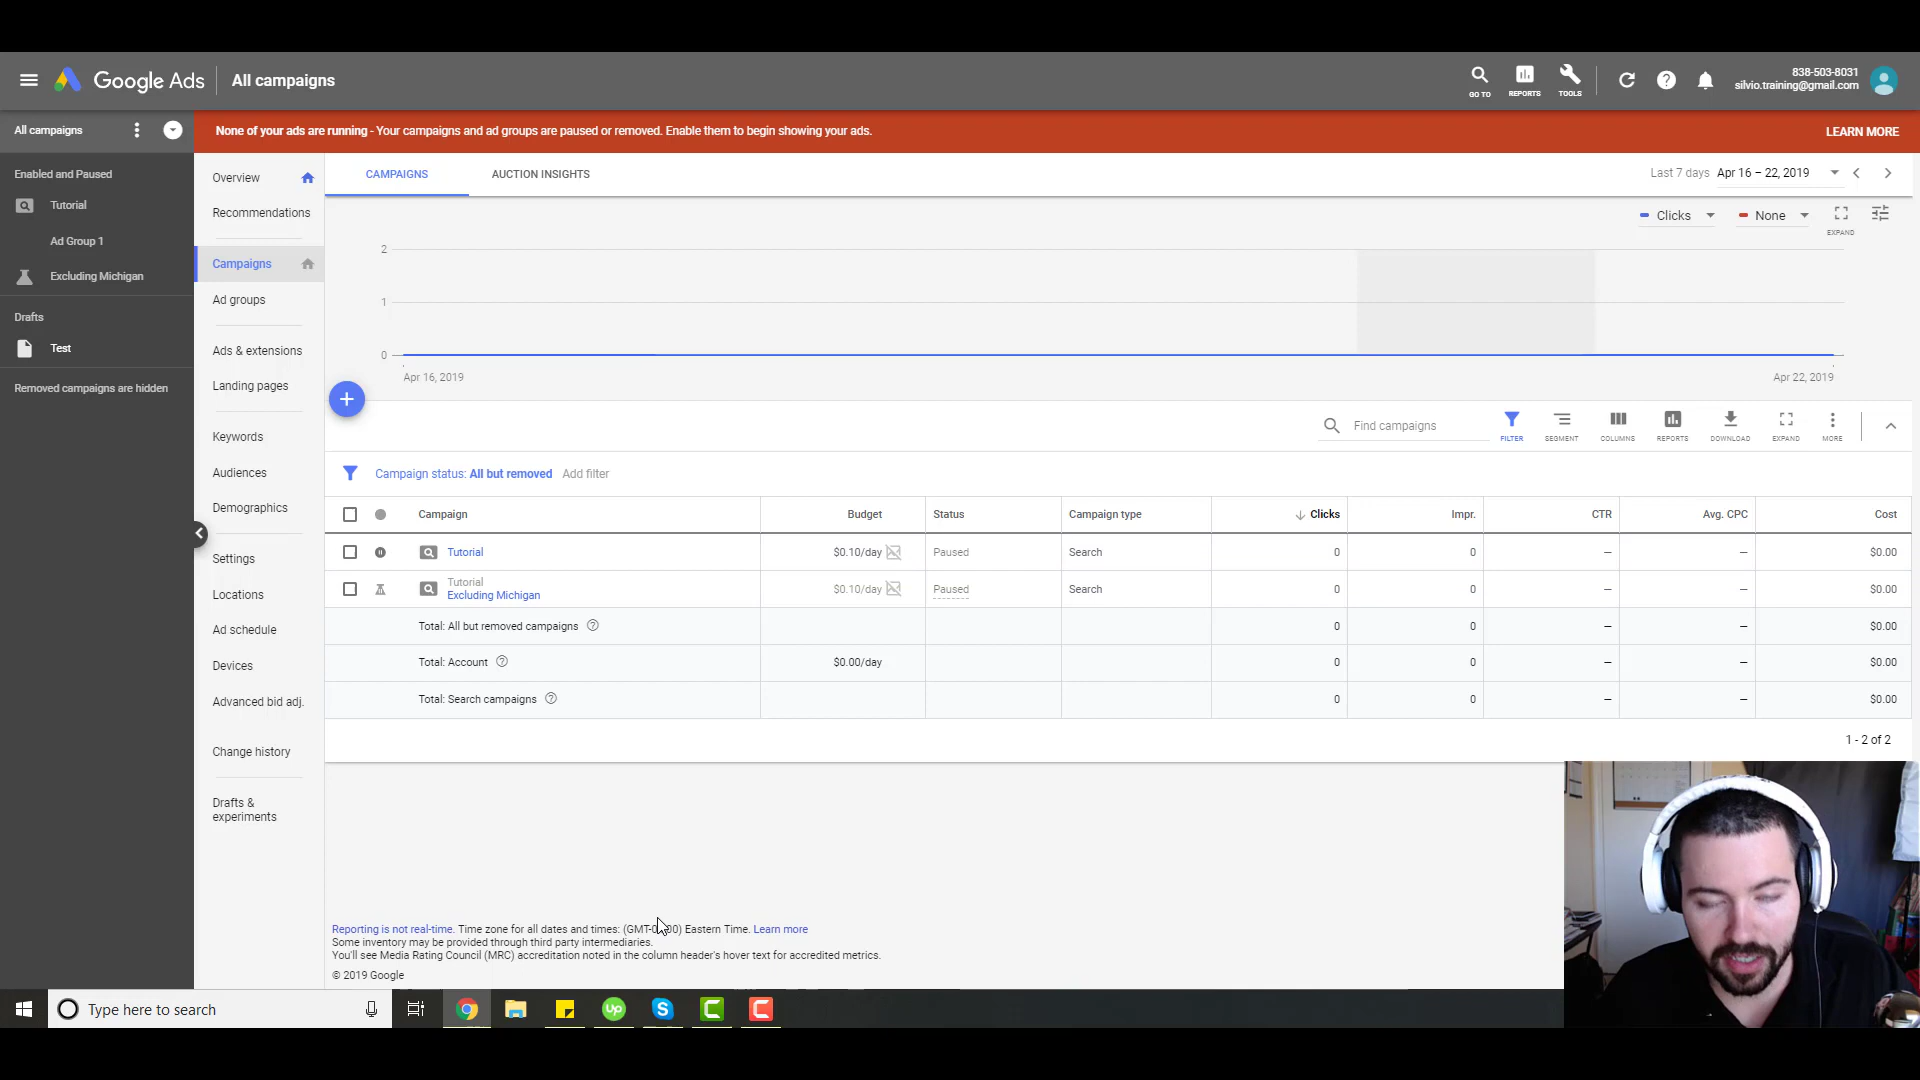 Google Ads
All campaigns
GO TO
REPORTS
TOOLS
838-503-8031
silvio.training@gmail.com
All campaigns
None of your ads are running - Your campaigns and ad groups are paused or removed. Enable them to begin showing your ads.
LEARN MORE
Enabled and Paused
Tutorial
Ad Group 1
Excluding Michigan
Drafts
Test
Removed campaigns are hidden
Overview
Recommendations
Campaigns
Ad groups
Ads & extensions
Landing pages
Keywords
Audiences
Demographics
Settings
Locations
Ad schedule
Devices
Advanced bid adj.
Change history
Drafts &
experiments
CAMPAIGNS
AUCTION INSIGHTS
Last 7 days Apr 16 – 22, 2019
Clicks
None
EXPAND
2
1
0
Apr 16, 2019
Apr 22, 2019
Find campaigns
FILTER
SEGMENT
COLUMNS
REPORTS
DOWNLOAD
EXPAND
MORE
Campaign status: All but removed Add filter
Campaign Budget Status Campaign type Clicks Impr. CTR Avg. CPC Cost
Tutorial $0.10/day Paused Search 0 0 – – $0.00
Tutorial
Excluding Michigan $0.10/day Paused Search 0 0 – – $0.00
Total: All but removed campaigns 0 0 – – $0.00
Total: Account $0.00/day 0 0 – – $0.00
Total: Search campaigns 0 0 – – $0.00
1 - 2 of 2
Reporting is not real-time. Time zone for all dates and times: Eastern Time. Learn more
Some inventory may be provided through third party intermediaries.
You'll see Media Rating Council (MRC) accreditation noted in the column header's hover text for accredited metrics.
© 2019 Google
Type here to search
Up
S
C
C